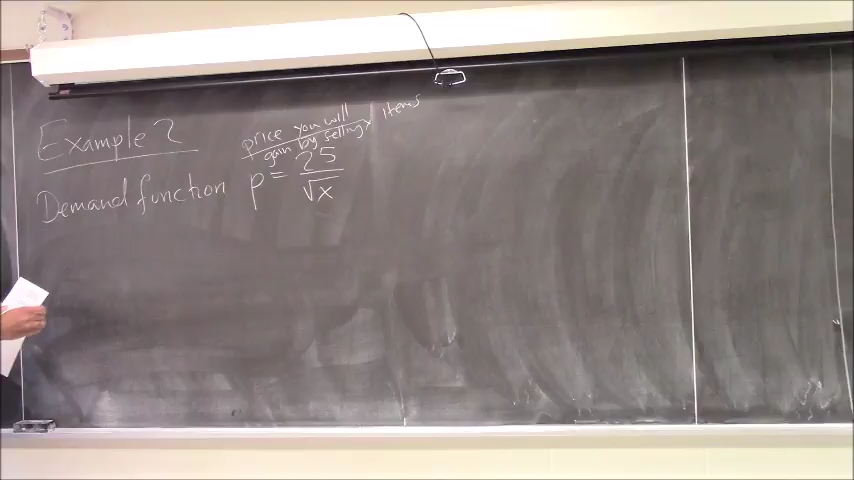 Example 2
price you will
gain by selling x items
Demand function p = 25/√x